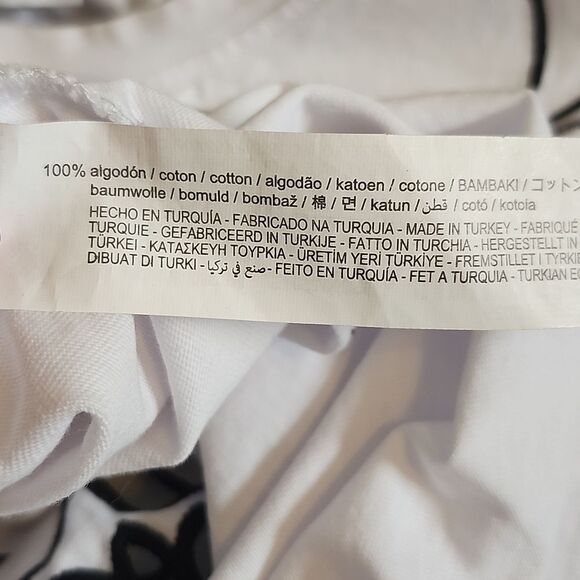 100% algodón / coton / cotton / algodão / katoen / cotone / BAMBAKI / コットン
baumwolle / bomuld / bombaž / 棉 / 면 / katun / قطن / cotó / kotoia
HECHO EN TURQUÍA - FABRICADO NA TURQUIA - MADE IN TURKEY - FABRIQUÉ
TURQUIE - GEFABRICEERD IN TURKIJE - FATTO IN TURCHIA - HERGESTELLT IN
TÜRKEI - ΚΑΤΑΣΚΕΥΗ ΤΟΥΡΚΙΑ - ÜRETİM YERİ TÜRKİYE - FREMSTILLET I TYRKIE
DIBUAT DI TURKI - صنع في تركيا - FEITO EN TURQUÍA - FET A TURQUIA - TURKIAN